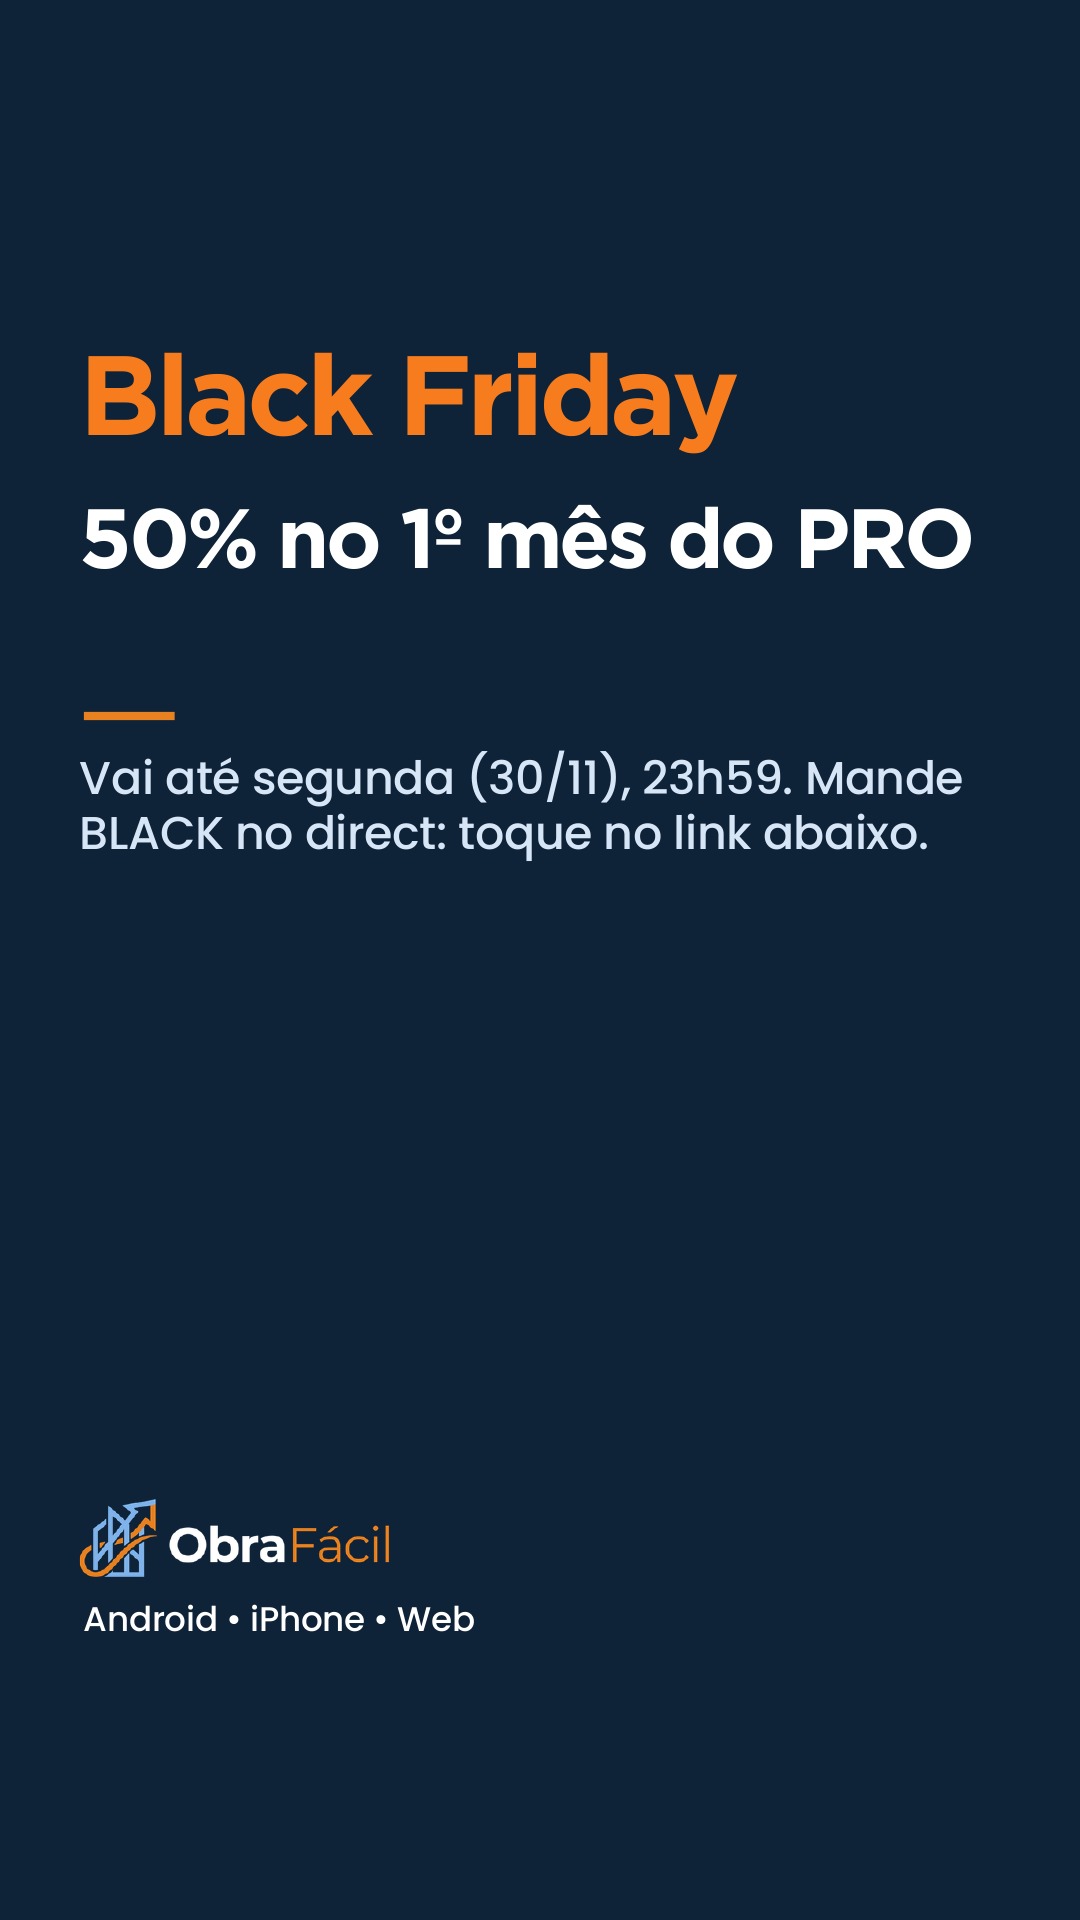 Black Friday
50% no 1º mês do PRO
Vai até segunda (30/11), 23h59. Mande
BLACK no direct: toque no link abaixo.
ObraFácil
Android • iPhone • Web